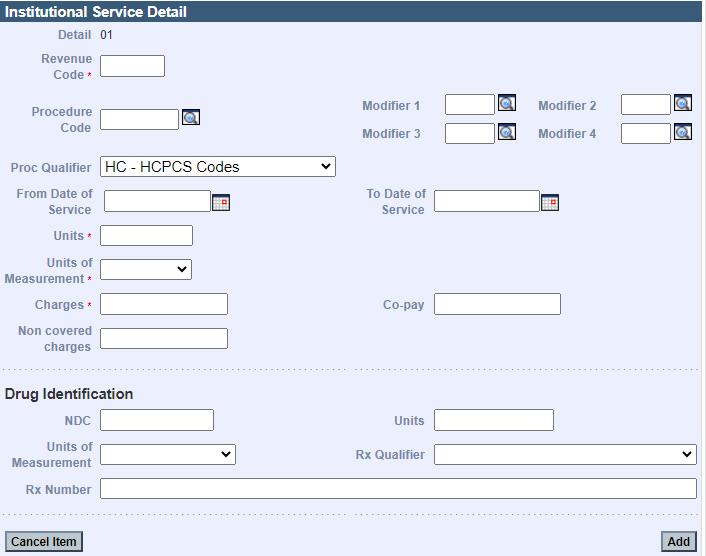 Institutional Service Detail
Detail 01
Revenue
Code *
Procedure
Code
Modifier 1
Modifier 2
Modifier 3
Modifier 4
Proc Qualifier HC - HCPCS Codes
From Date of
Service
To Date of
Service
Units *
Units of
Measurement *
Charges *
Co-pay
Non covered
charges
Drug Identification
NDC
Units
Units of
Measurement
Rx Qualifier
Rx Number
Cancel Item
Add